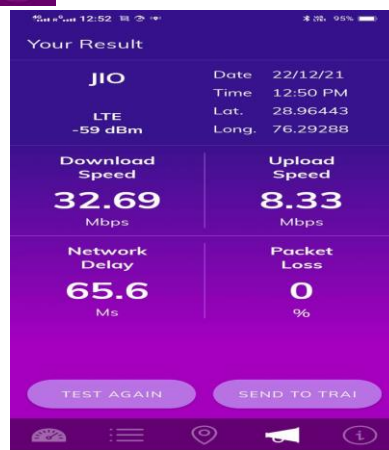 12:52
95%
Your Result
JIO
LTE
-59 dBm
Date 22/12/21
Time 12:50 PM
Lat. 28.96443
Long. 76.29288
Download Speed
32.69
Mbps
Upload Speed
8.33
Mbps
Network Delay
65.6
Ms
Packet Loss
0
%
TEST AGAIN
SEND TO TRAI